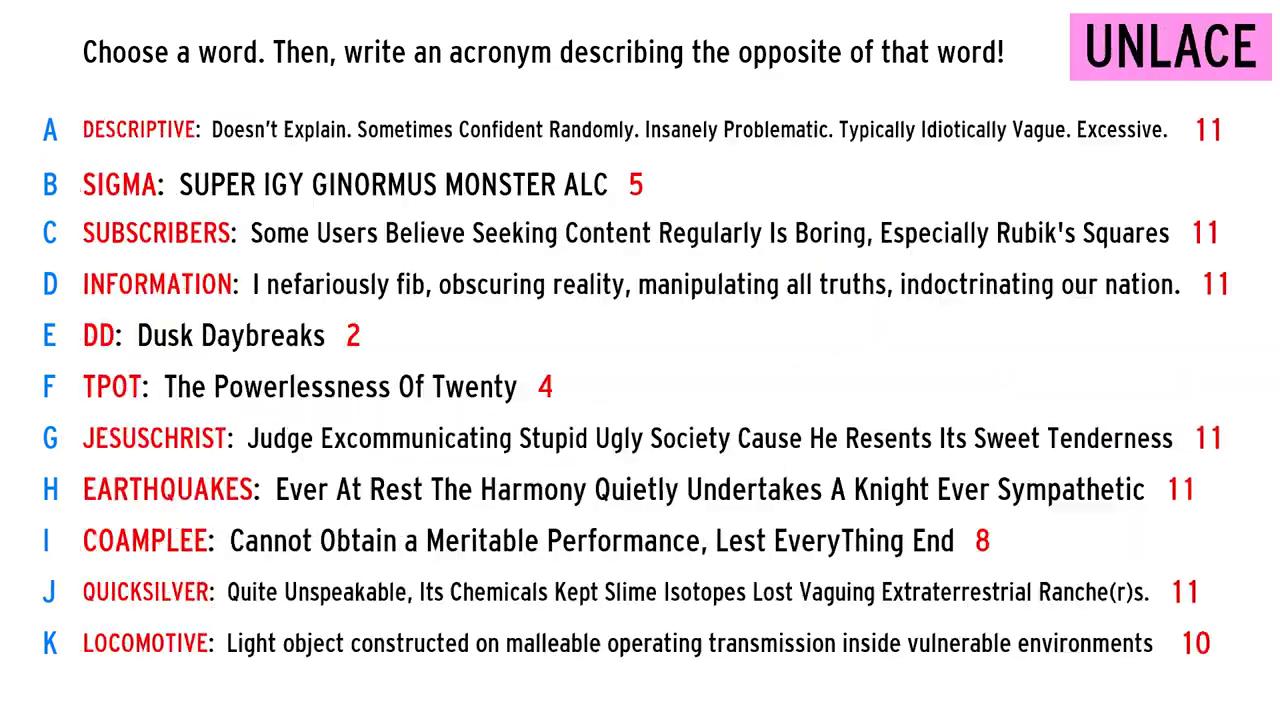 Choose a word. Then, write an acronym describing the opposite of that word!
UNLACE
A DESCRIPTIVE: Doesn't Explain. Sometimes Confident Randomly. Insanely Problematic. Typically Idiotically Vague. Excessive. 11
B SIGMA: SUPER IGY GINORMUS MONSTER ALC 5
C SUBSCRIBERS: Some Users Believe Seeking Content Regularly Is Boring, Especially Rubik's Squares 11
D INFORMATION: I nefariously fib, obscuring reality, manipulating all truths, indoctrinating our nation. 11
E DD: Dusk Daybreaks 2
F TPOT: The Powerlessness Of Twenty 4
G JESUSCHRIST: Judge Excommunicating Stupid Ugly Society Cause He Resents Its Sweet Tenderness 11
H EARTHQUAKES: Ever At Rest The Harmony Quietly Undertakes A Knight Ever Sympathetic 11
I COAMPLEE: Cannot Obtain a Meritable Performance, Lest EveryThing End 8
J QUICKSILVER: Quite Unspeakable, Its Chemicals Kept Slime Isotopes Lost Vaguing Extraterrestrial Ranche(r)s. 11
K LOCOMOTIVE: Light object constructed on malleable operating transmission inside vulnerable environments 10